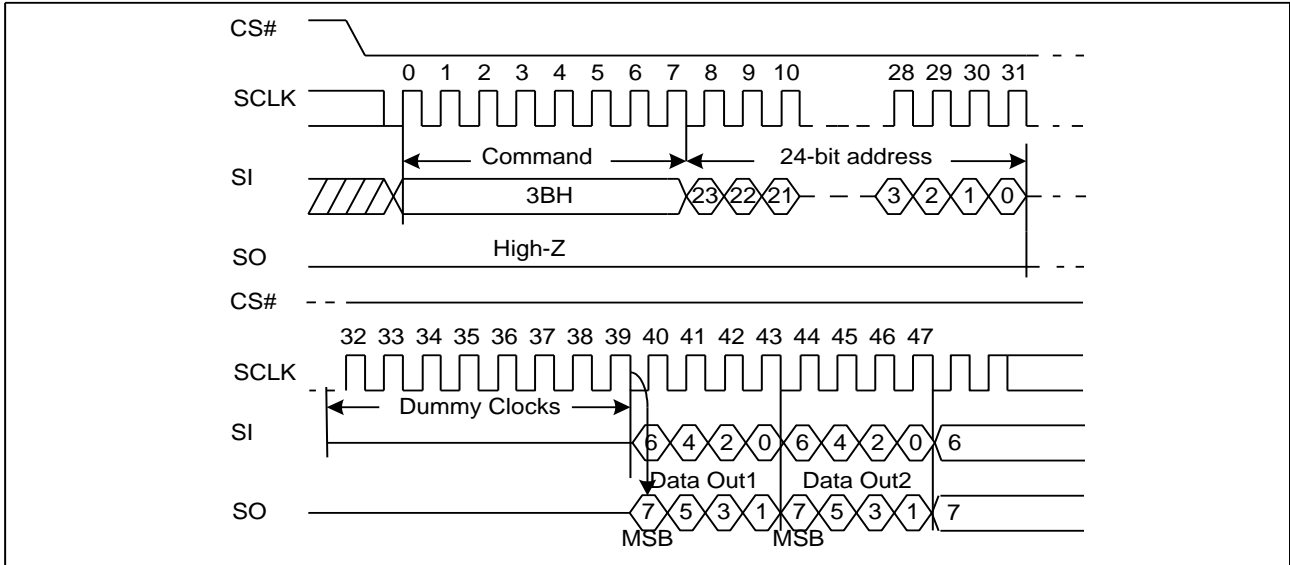 CS#
0 1 2 3 4 5 6 7 8 9 10 28 29 30 31
SCLK
Command 24-bit address
SI
3BH 23 22 21 3 2 1 0
High-Z
SO
CS#
32 33 34 35 36 37 38 39 40 41 42 43 44 45 46 47
SCLK
Dummy Clocks
SI
6 4 2 0 6 4 2 0 6
Data Out1 Data Out2
SO
7 5 3 1 7 5 3 1 7
MSB MSB